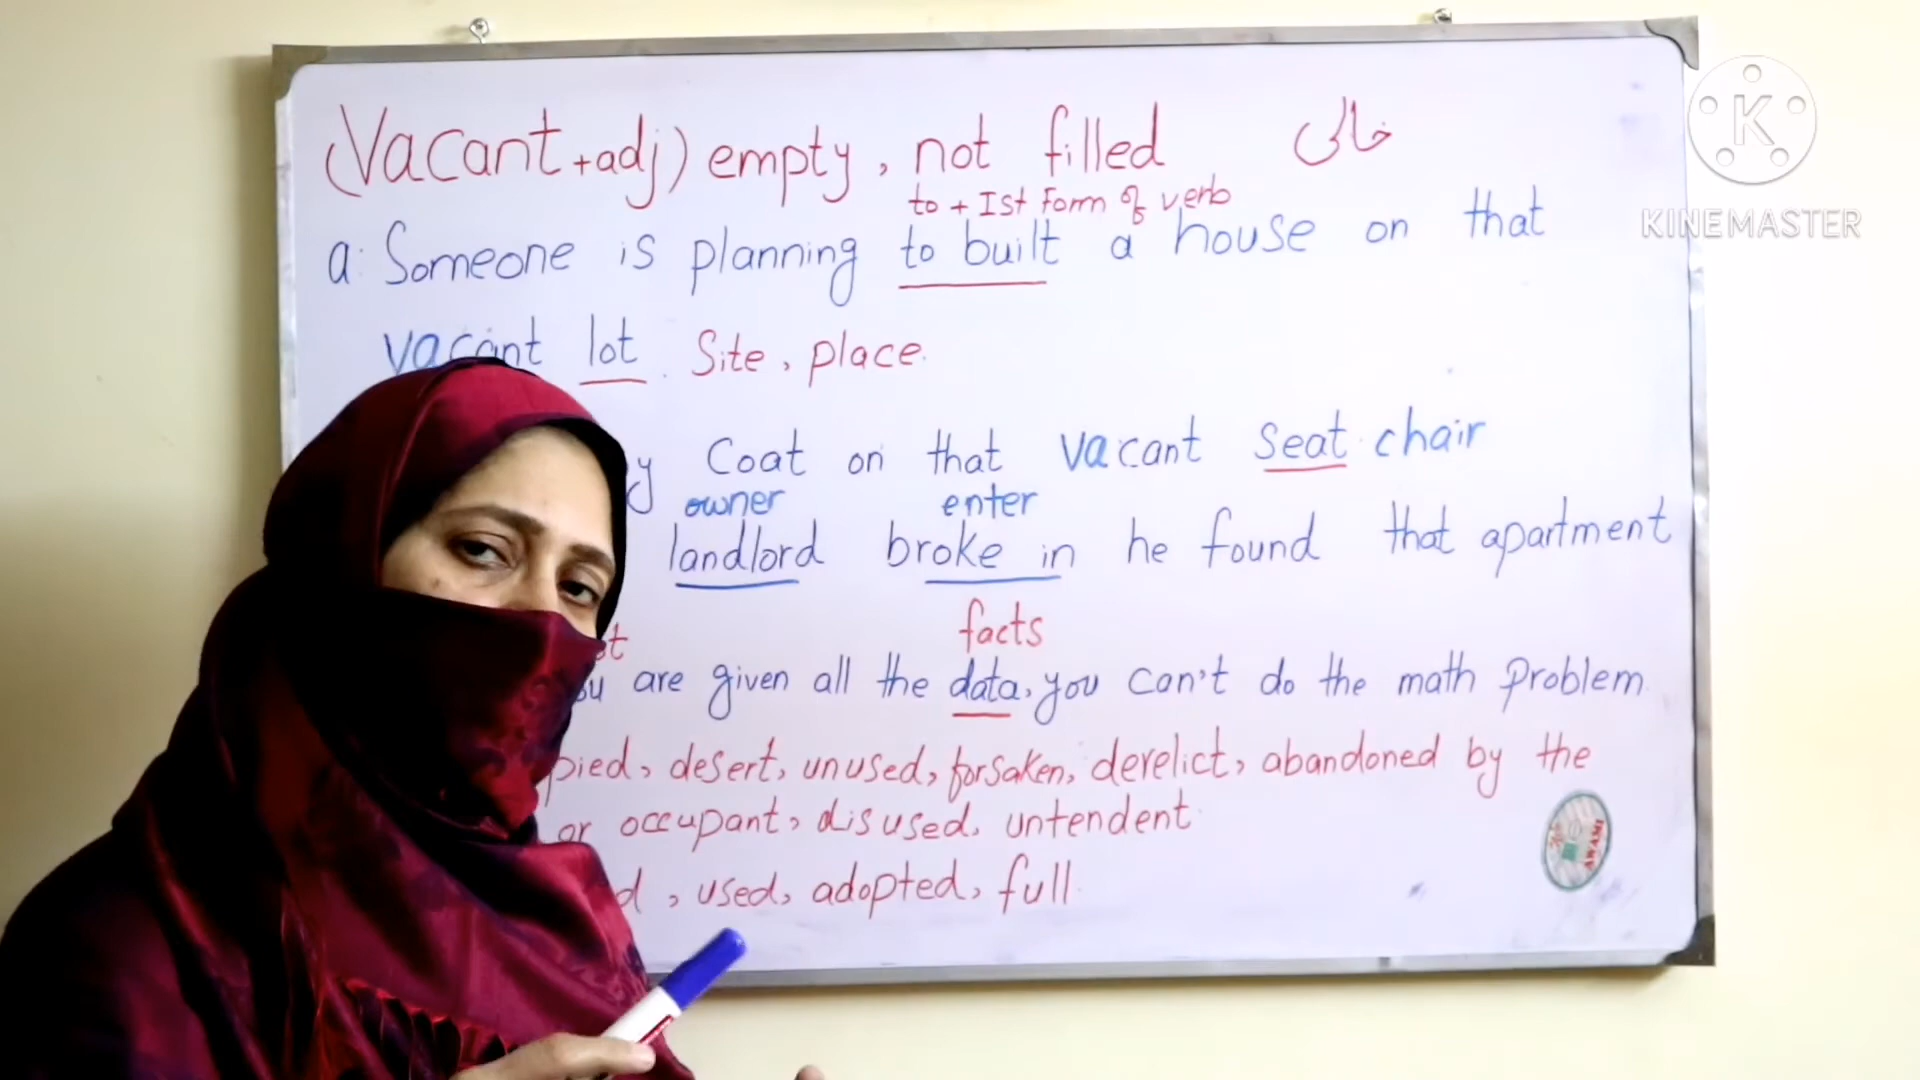 (Vacant+adj) empty, not filled خالی
to + Ist Form of verb
a: Someone is planning to built a house on that
vacant lot. Site, place.
Coat on that vacant seat chair
owner enter
landlord broke in he found that apartment
facts
are given all the data, you can't do the math problem
desert, unused, forsaken, derelict, abandoned by the
or occupant, disused, untendent
, used, adopted, full
K
KINEMASTER
AWAMI